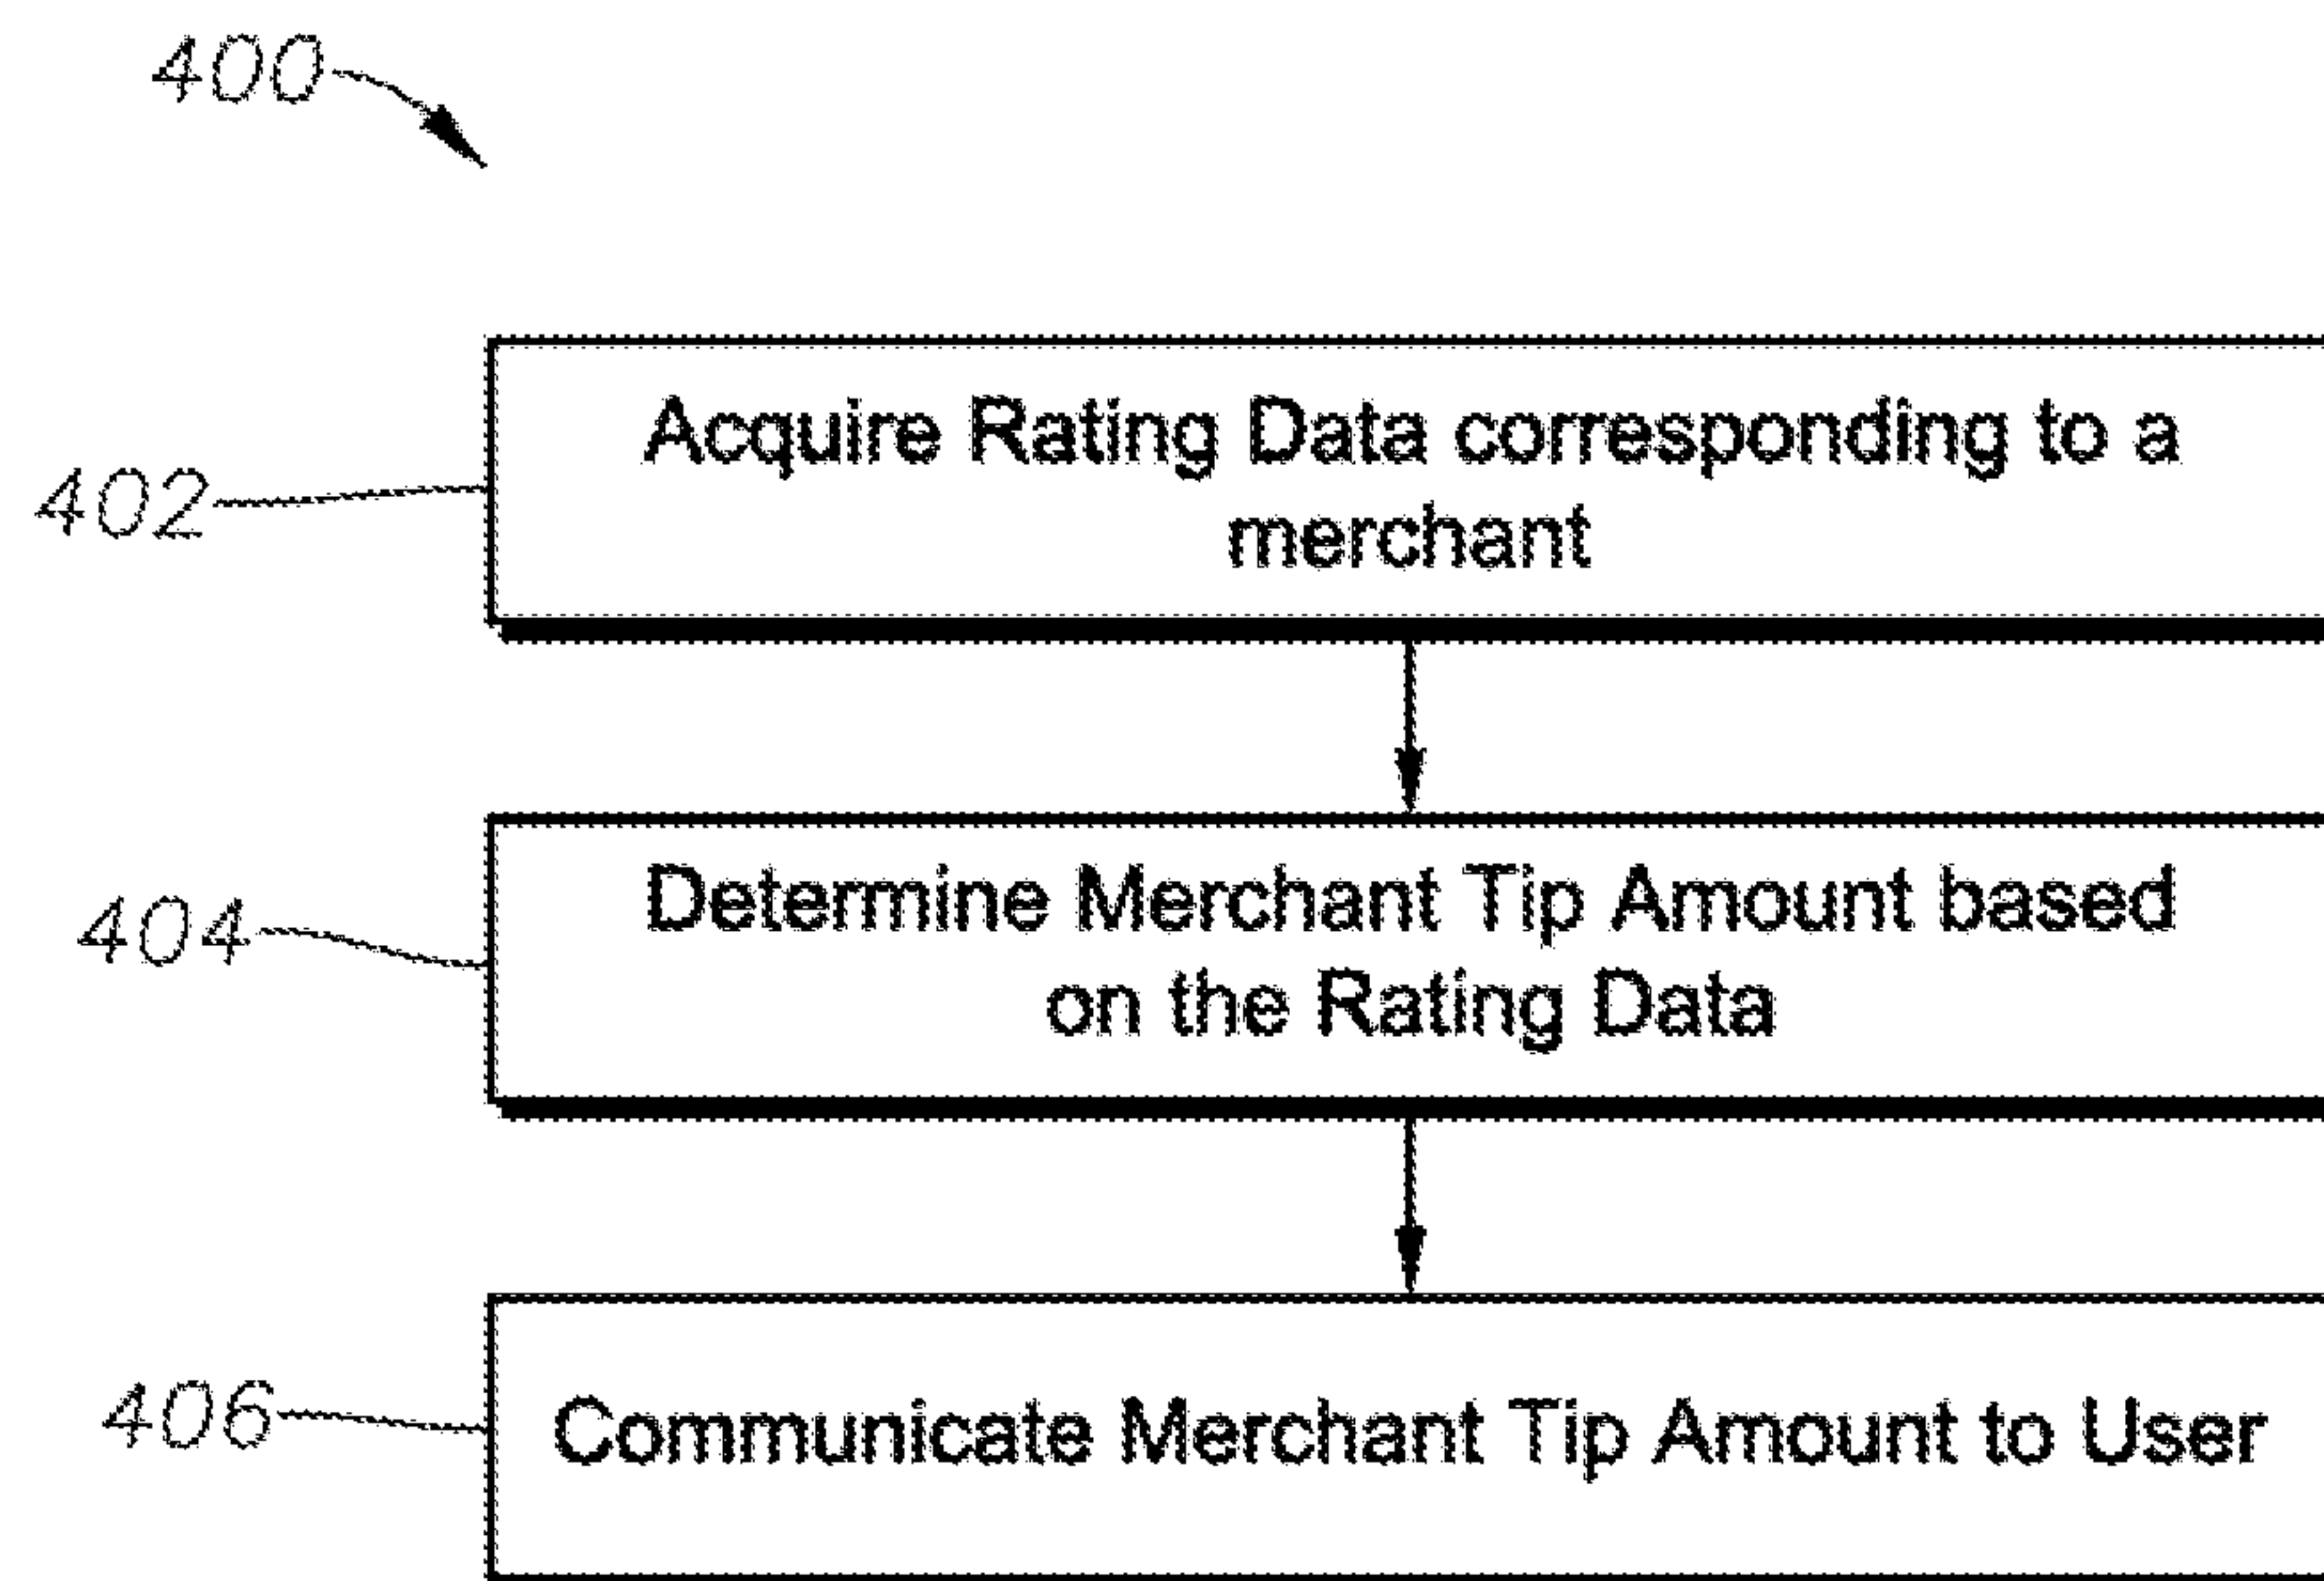 400
Acquire Rating Data corresponding to a
402
merchant
Determine Merchant Tip Amount based
404
on the Rating Data
406
Communicate Merchant Tip Amount to User